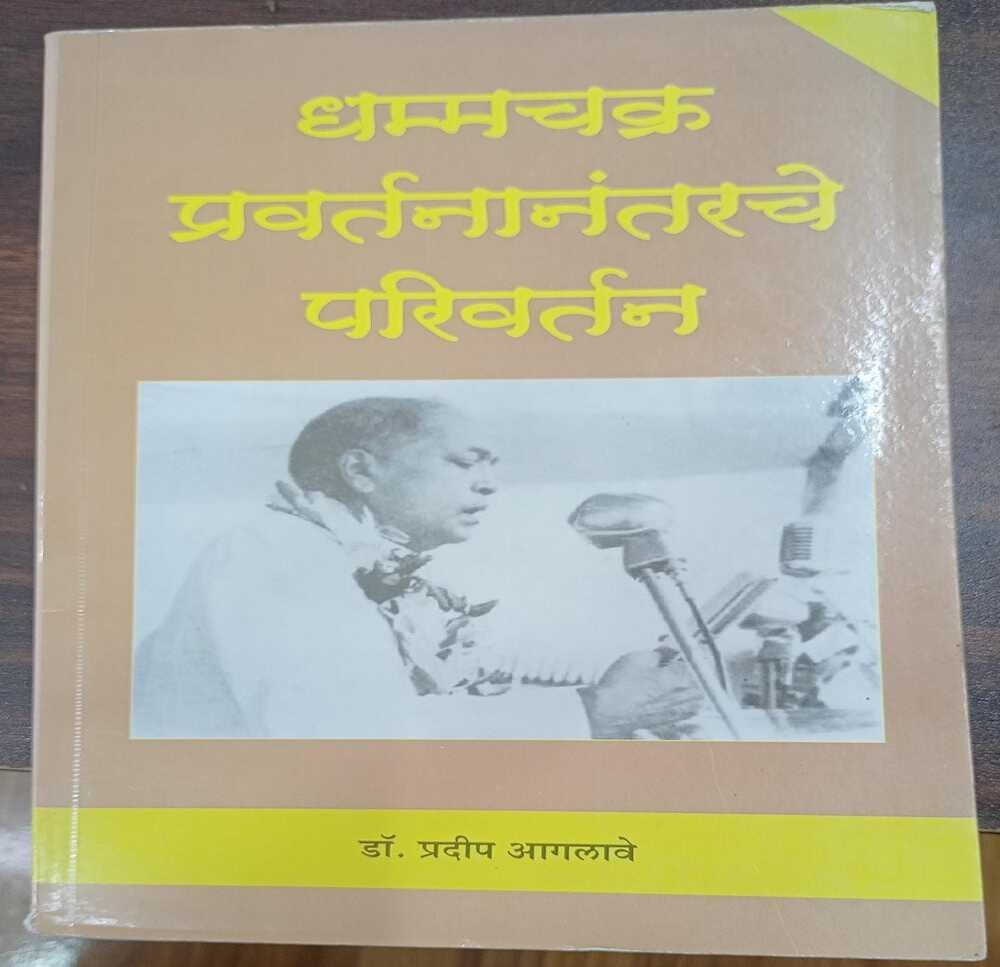 धम्मचक्र
प्रवर्तनानंतरचे
परिवर्तन
डॉ. प्रदीप आगलावे